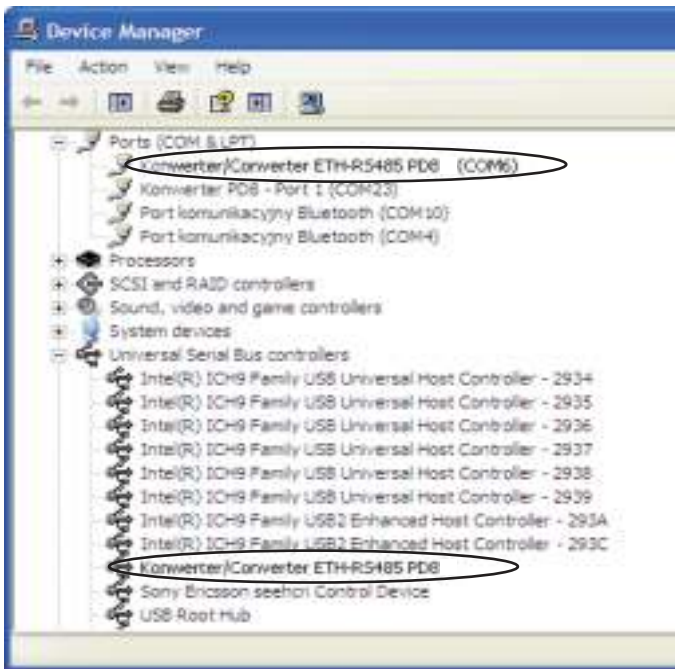 Device Manager
File Action View Help
Ports (COM & LPT)
Konwerter/Converter ETH-RS485 PD8 (COM6)
Konwerter PD8 - Port 1 (COM23)
Port komunikacyjny Bluetooth (COM10)
Port komunikacyjny Bluetooth (COM4)
Processors
SCSI and RAID controllers
Sound, video and game controllers
System devices
Universal Serial Bus controllers
Intel(R) ICH9 Family USB Universal Host Controller - 2934
Intel(R) ICH9 Family USB Universal Host Controller - 2935
Intel(R) ICH9 Family USB Universal Host Controller - 2936
Intel(R) ICH9 Family USB Universal Host Controller - 2937
Intel(R) ICH9 Family USB Universal Host Controller - 2938
Intel(R) ICH9 Family USB Universal Host Controller - 2939
Intel(R) ICH9 Family USB2 Enhanced Host Controller - 293A
Intel(R) ICH9 Family USB2 Enhanced Host Controller - 293C
Konwerter/Converter ETH-RS485 PD8
Sony Ericsson seehcri Control Device
USB Root Hub